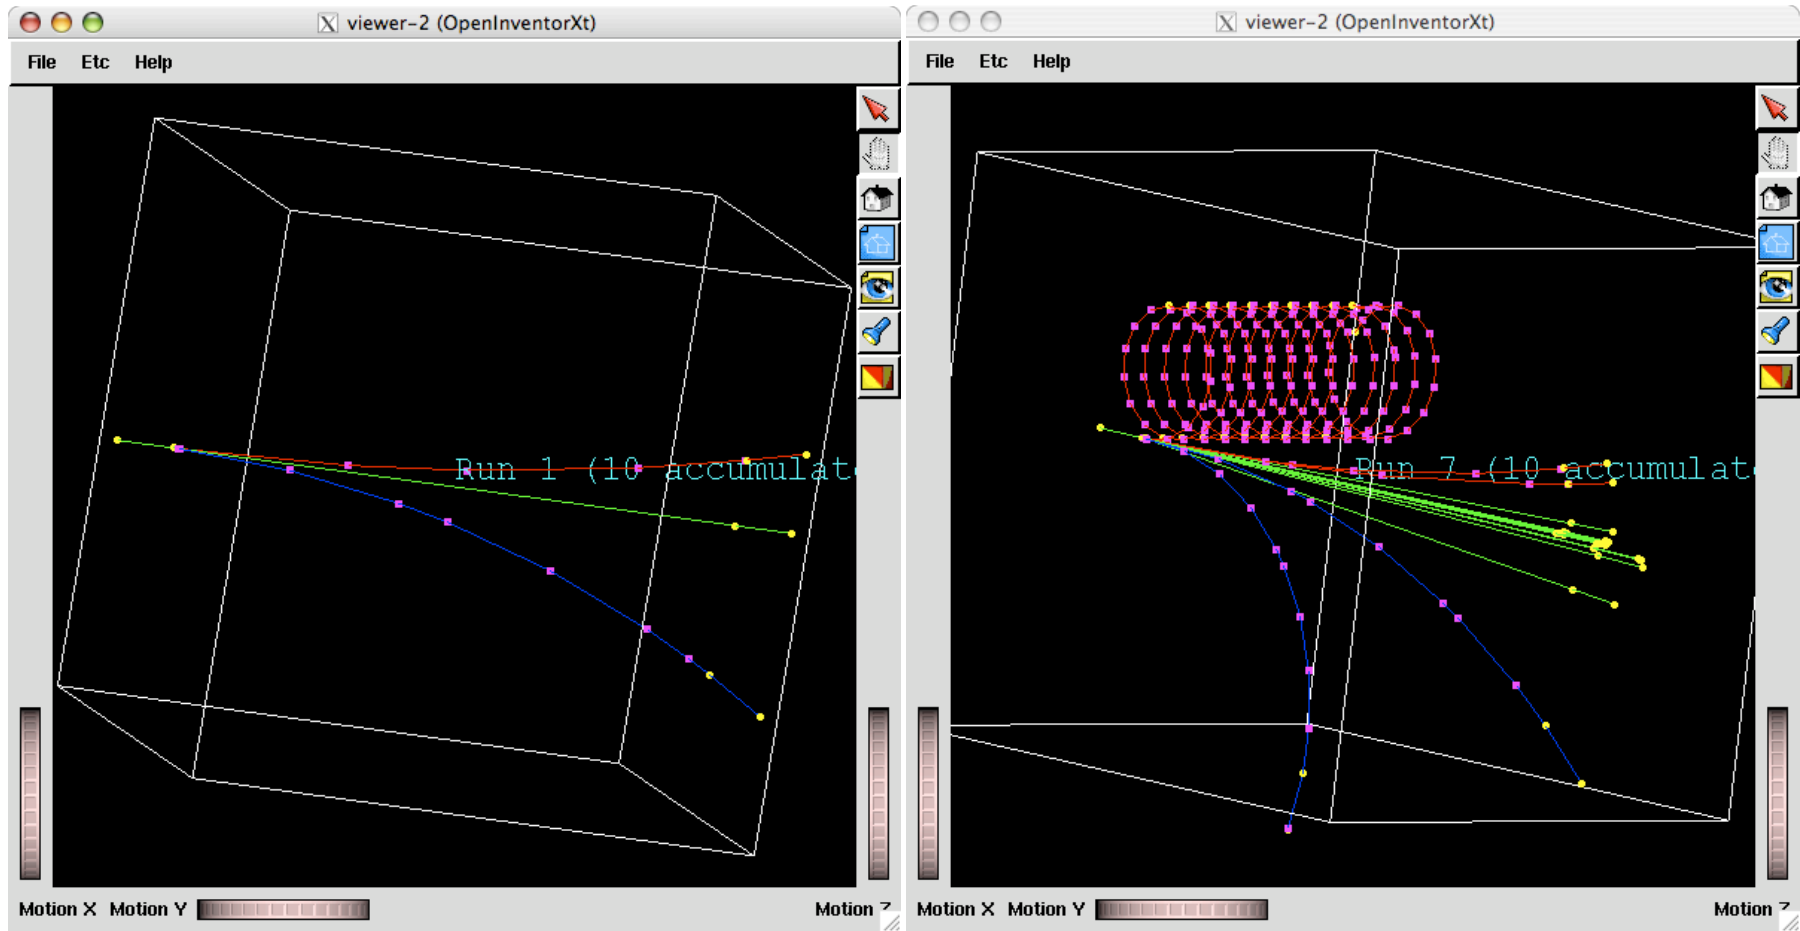 viewer-2 (OpenInventorXt)
File Etc Help
Run 1 (10 accumulat
Motion X Motion Y Motion Z
viewer-2 (OpenInventorXt)
File Etc Help
Run 7 (10 accumulat
Motion X Motion Y Motion Z